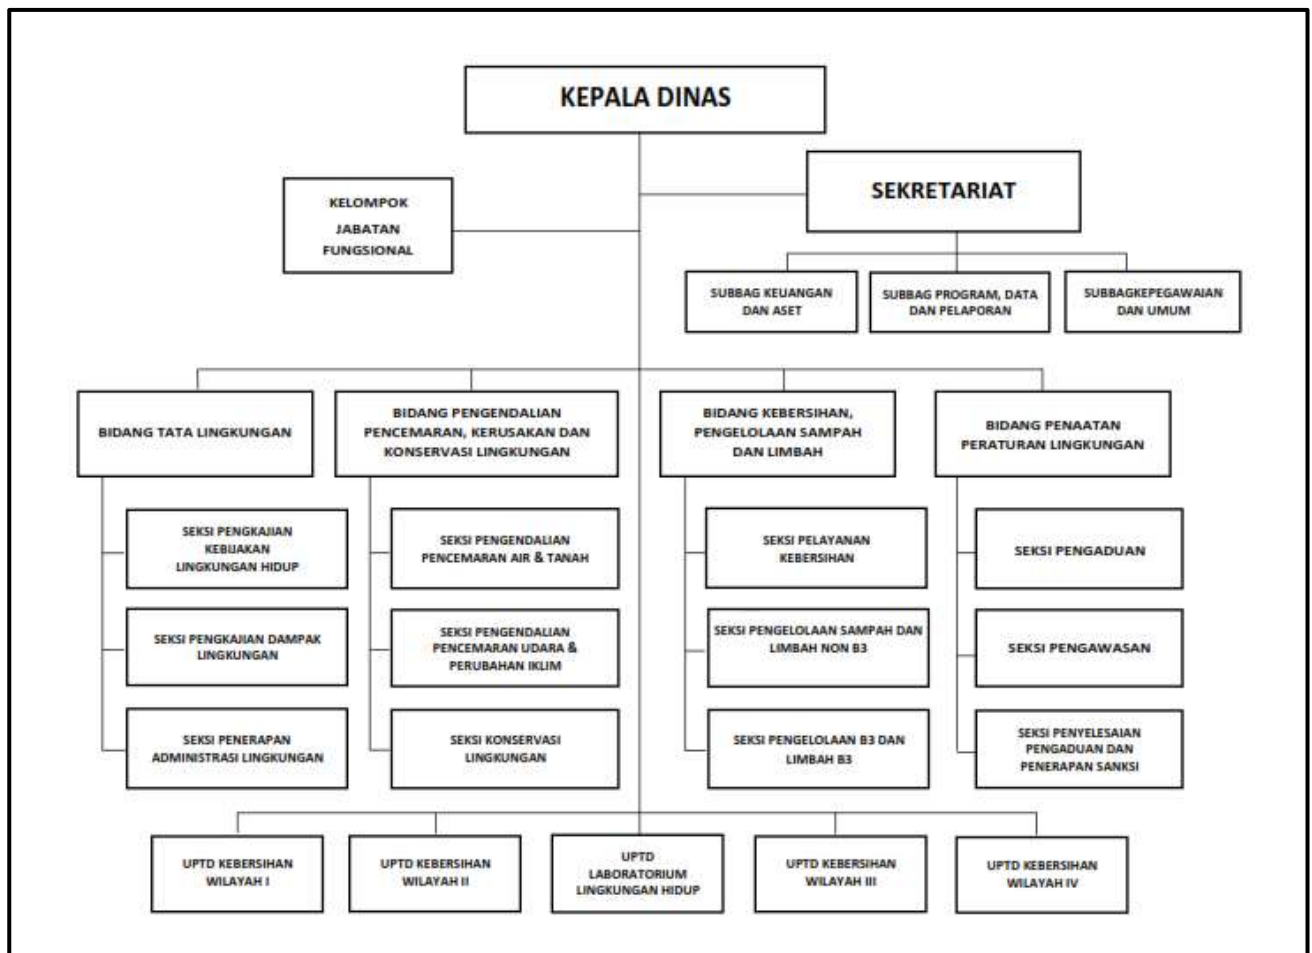 KEPALA DINAS
SEKRETARIAT
KELOMPOK
JABATAN
FUNGSIONAL
SUBBAG KEUANGAN
DAN ASET
SUBBAG PROGRAM, DATA
DAN PELAPORAN
SUBBAGKEPEGAWAIAN
DAN UMUM
BIDANG TATA LINGKUNGAN
BIDANG PENGENDALIAN
PENCEMARAN, KERUSAKAN DAN
KONSERVASI LINGKUNGAN
BIDANG KEBERSIHAN,
PENGELOLAAN SAMPAH
DAN LIMBAH
BIDANG PENAATAN
PERATURAN LINGKUNGAN
SEKSI PENGKAJIAN
KEBIJAKAN
LINGKUNGAN HIDUP
SEKSI PENGENDALIAN
PENCEMARAN AIR & TANAH
SEKSI PELAYANAN
KEBERSIHAN
SEKSI PENGADUAN
SEKSI PENGKAJIAN DAMPAK
LINGKUNGAN
SEKSI PENGENDALIAN
PENCEMARAN UDARA &
PERUBAHAN IKLIM
SEKSI PENGELOLAAN SAMPAH DAN
LIMBAH NON B3
SEKSI PENGAWASAN
SEKSI PENERAPAN
ADMINISTRASI LINGKUNGAN
SEKSI KONSERVASI
LINGKUNGAN
SEKSI PENGELOLAAN B3 DAN
LIMBAH B3
SEKSI PENYELESAIAN
PENGADUAN DAN
PENERAPAN SANKSI
UPTD KEBERSIHAN
WILAYAH I
UPTD KEBERSIHAN
WILAYAH II
UPTD
LABORATORIUM
LINGKUNGAN HIDUP
UPTD KEBERSIHAN
WILAYAH III
UPTD KEBERSIHAN
WILAYAH IV